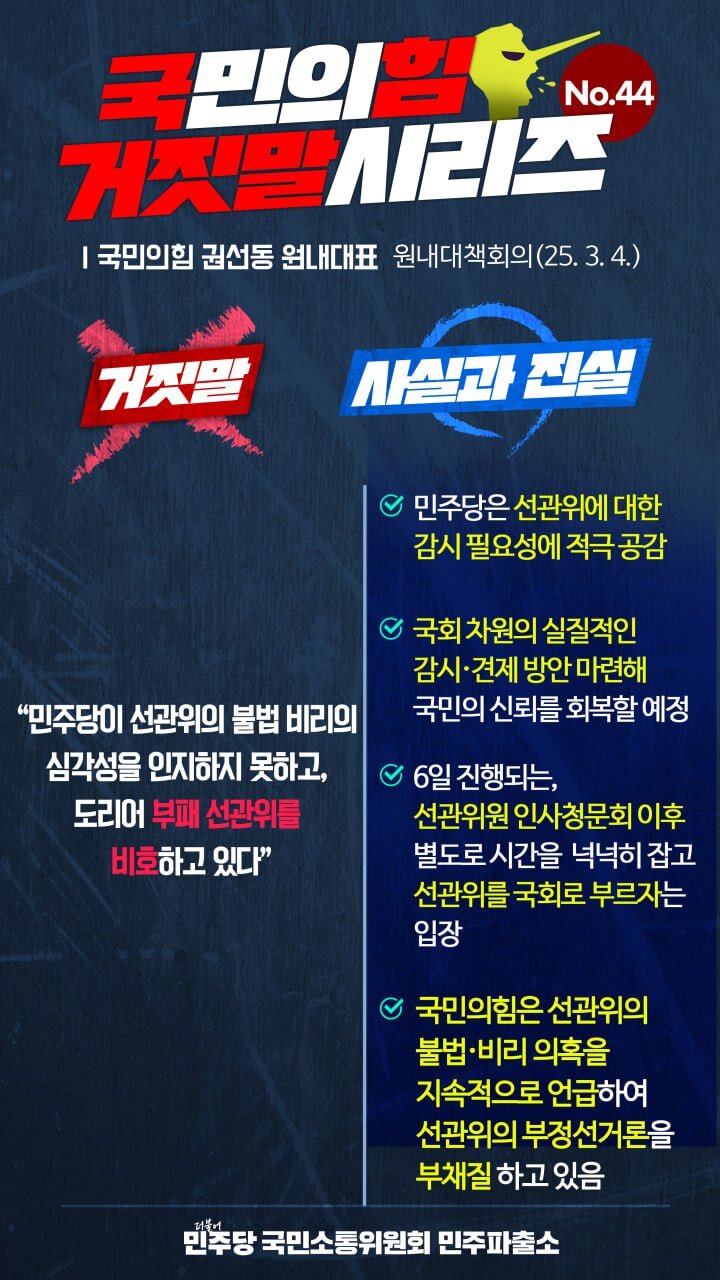 국민의힘
No.44
거짓말시리즈
| 국민의힘 권선동 원내대표 원내대책회의(25. 3. 4.)
거짓말
사실과 진실
“민주당이 선관위의 불법 비리의
심각성을 인지하지 못하고,
도리어 부패 선관위를
비호하고 있다”
민주당은 선관위에 대한
감시 필요성에 적극 공감
국회 차원의 실질적인
감시·견제 방안 마련해
국민의 신뢰를 회복할 예정
6일 진행되는,
선관위원 인사청문회 이후
별도로 시간을 넉넉히 잡고
선관위를 국회로 부르자는
입장
국민의힘은 선관위의
불법·비리 의혹을
지속적으로 언급하여
선관위의 부정선거론을
부채질 하고 있음
더불어
민주당 국민소통위원회 민주파출소